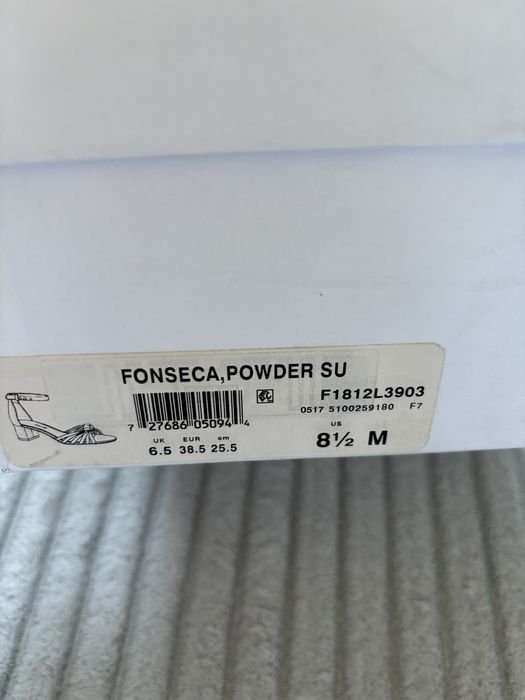 FONSECA,POWDER SU
F1812L3903
0517 5100259180 F7
7 27686 05094 4
UK EUR cm
6.5 38.5 25.5
US
8½ M